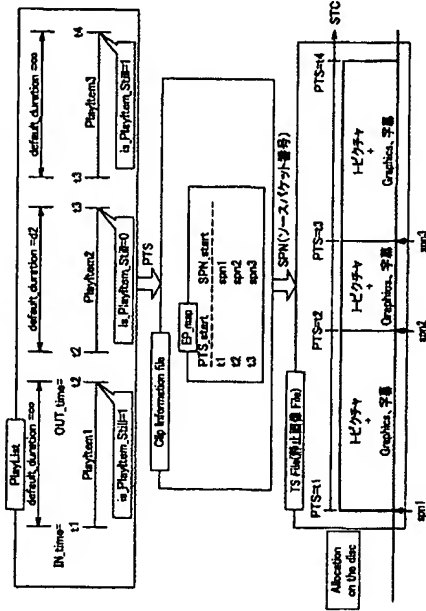 PlayList
default_duration =∞
default_duration =d2
default_duration =∞
IN_time=
OUT_time=
t1
PlayItem1
t2
t2
PlayItem2
t3
t3
PlayItem3
t4
is_PlayItem_Still=1
is_PlayItem_Still=0
is_PlayItem_Still=1
PTS
Clip Information file
EP_map
PTS_start
SPN_start
t1
spn1
t2
spn2
t3
spn3
SPN(ソースパケット番号)
TS File(静止画像 File)
STC
PTS=t1
PTS=t2
PTS=t3
PTS=t4
I-ピクチャ
+
Graphics、字幕
I-ピクチャ
+
Graphics、字幕
I-ピクチャ
+
Graphics、字幕
Allocation
on the disc
spn1
spn2
spn3